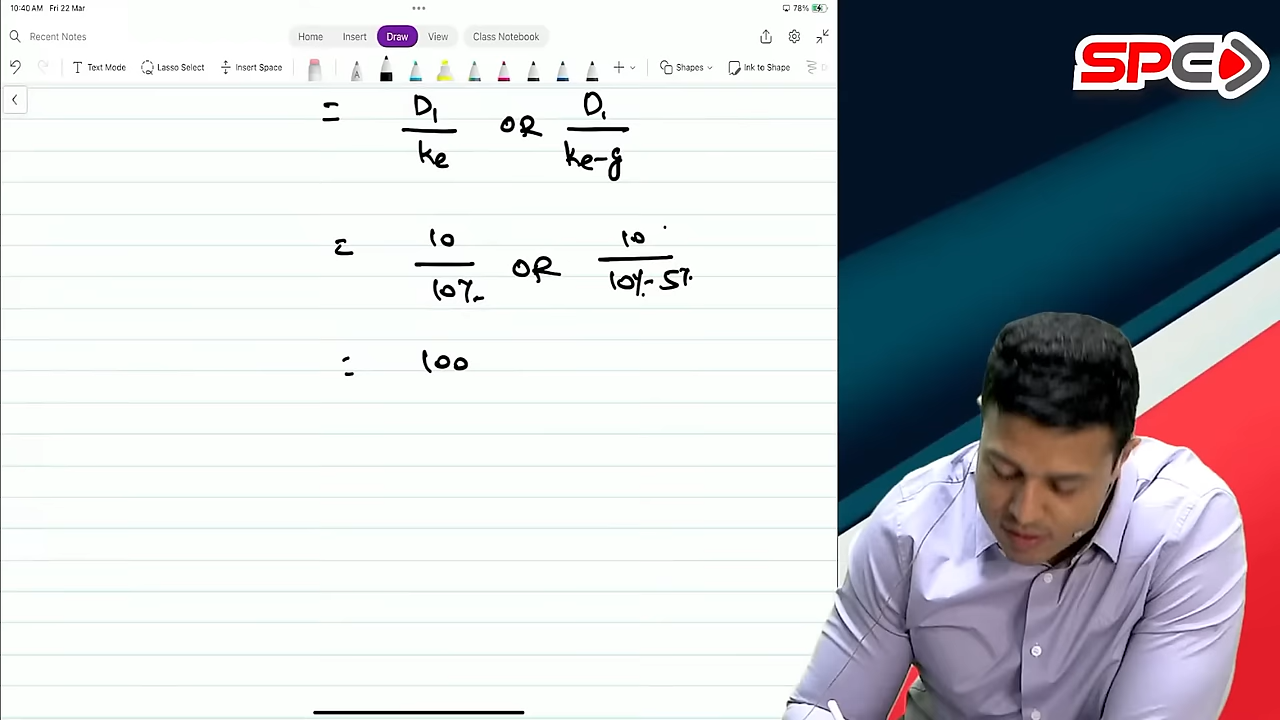 10:40 AM Fri 22 Mar
78%
Recent Notes
Home Insert Draw View Class Notebook
Text Mode Lasso Select Insert Space Shapes Ink to Shape
SPC
= D₁/ke OR D₁/ke-g
= 10/10% OR 10/10%-5%
= 100